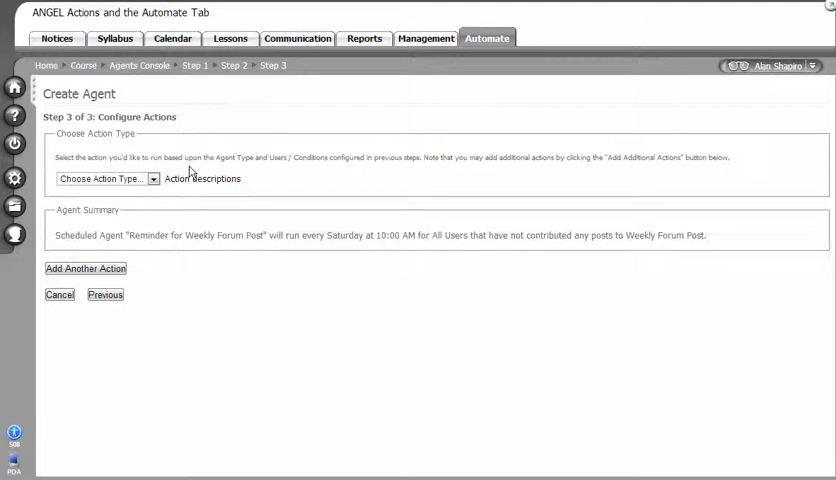 ANGEL Actions and the Automate Tab
Notices Syllabus Calendar Lessons Communication Reports Management Automate
Home Course Agents Console Step 1 Step 2 Step 3
Alan Shapiro
Create Agent
Step 3 of 3: Configure Actions
Choose Action Type
Select the action you'd like to run based upon the Agent Type and Users / Conditions configured in previous steps. Note that you may add additional actions by clicking the "Add Additional Actions" button below.
Choose Action Type... Action descriptions
Agent Summary
Scheduled Agent "Reminder for Weekly Forum Post" will run every Saturday at 10:00 AM for All Users that have not contributed any posts to Weekly Forum Post.
Add Another Action
Cancel Previous
508
PDA